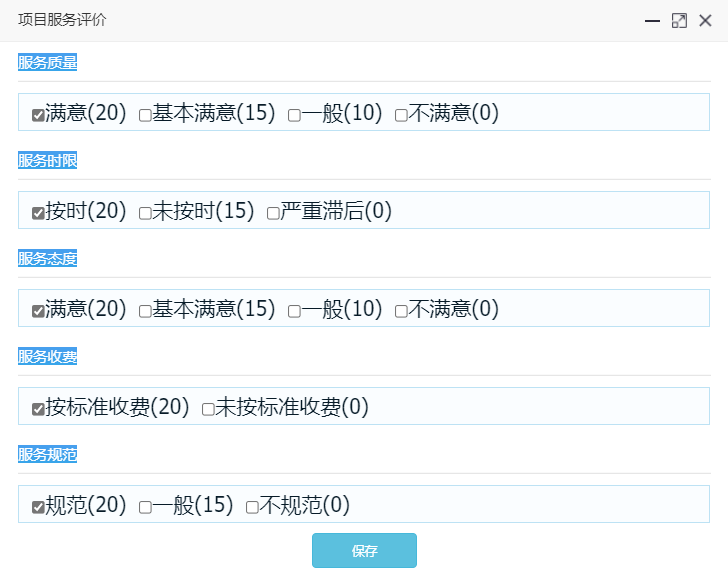 项目服务评价
服务质量
满意(20) 基本满意(15) 一般(10) 不满意(0)
服务时限
按时(20) 未按时(15) 严重滞后(0)
服务态度
满意(20) 基本满意(15) 一般(10) 不满意(0)
服务收费
按标准收费(20) 未按标准收费(0)
服务规范
规范(20) 一般(15) 不规范(0)
保存